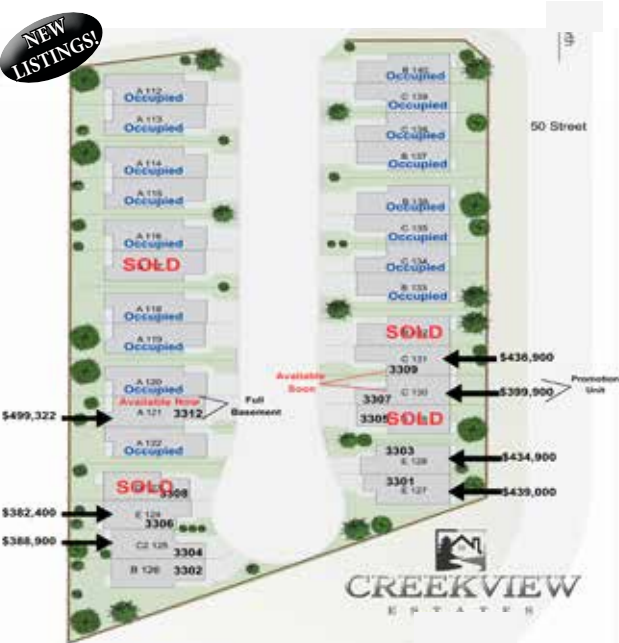 NEW
LISTINGS!
A 112
Occupied
A 113
Occupied
A 114
Occupied
A 115
Occupied
A 116
SOLD
A 118
Occupied
A 119
Occupied
A 120
Occupied
Available Now
$499,322
A 121 3312
Full
Basement
A 122
Occupied
SOLD
3308
$382,400
E 124
3306
$388,900
C2 125
3304
B 126 3302
B 140
Occupied
C 139
Occupied
C 138
Occupied
B 137
Occupied
50 Street
B 136
Occupied
C 135
Occupied
C 134
Occupied
B 133
Occupied
SOLD
C 131
$436,900
3309
Available
Soon
C 130
$399,900
Promotion
Unit
3307
3305
SOLD
3303
E 128
$434,900
3301
E 127
$439,000
CREEKVIEW
ESTATES